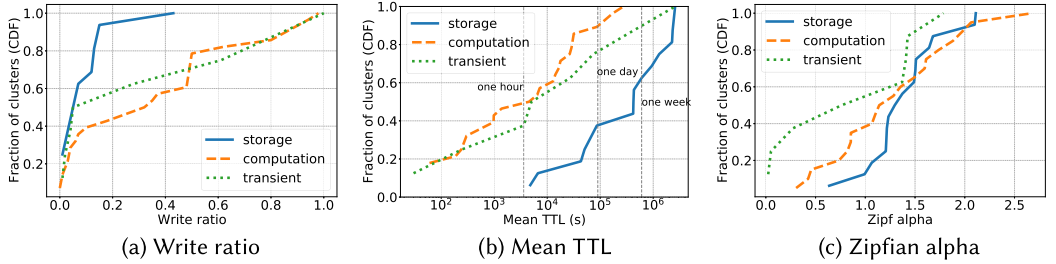 Fraction of clusters (CDF)
1.0
0.8
0.6
0.4
0.2
storage
computation
transient
0.0 0.2 0.4 0.6 0.8 1.0
Write ratio
(a) Write ratio
Fraction of clusters (CDF)
1.0
0.8
0.6
0.4
0.2
storage
computation
transient
one hour
one day
one week
10² 10³ 10⁴ 10⁵ 10⁶
Mean TTL (s)
(b) Mean TTL
Fraction of clusters (CDF)
1.0
0.8
0.6
0.4
0.2
storage
computation
transient
0.0 0.5 1.0 1.5 2.0 2.5
Zipf alpha
(c) Zipfian alpha